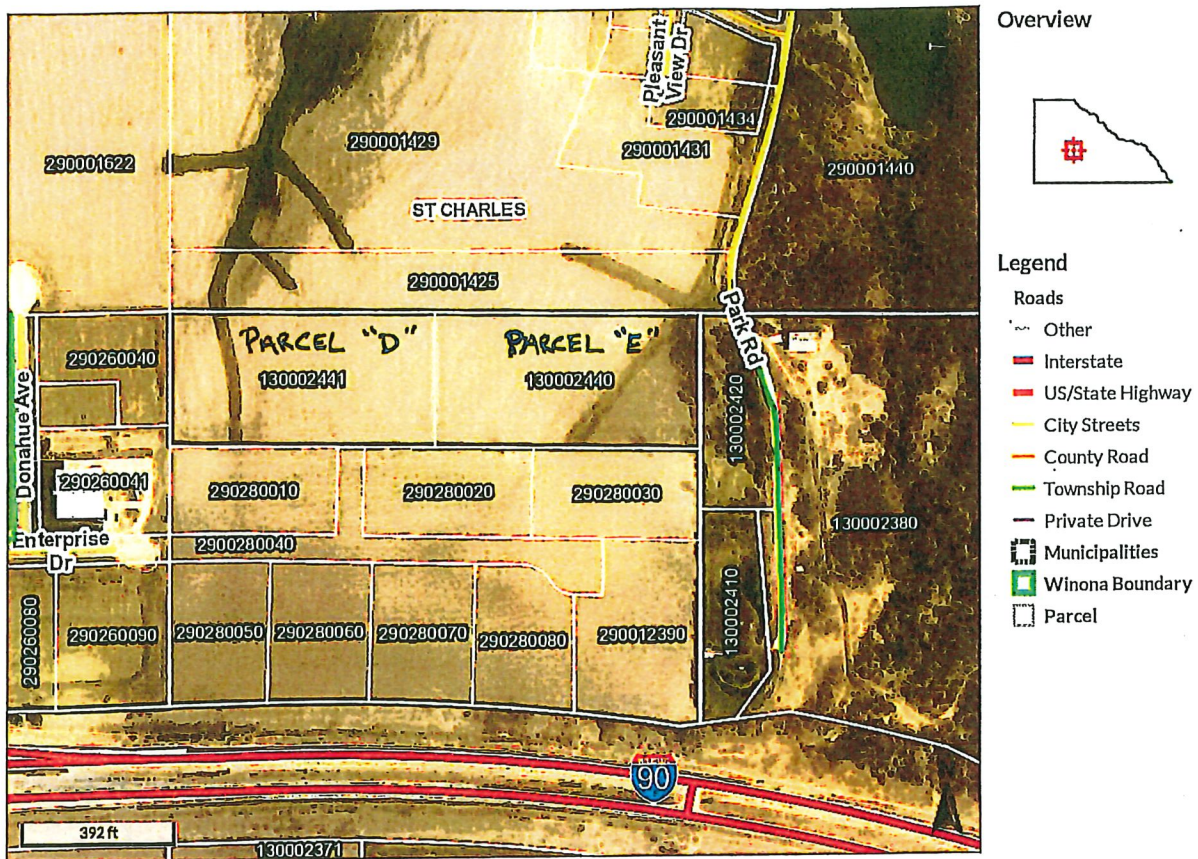 Overview
Pleasant
View Dr
290001434
290001622
290001429
290001431
290001440
ST CHARLES
290001425
Park Rd
PARCEL "D"
PARCEL "E"
290260040
130002441
130002440
130002420
Donahue Ave
290260041
290280010
290280020
290280030
130002380
Enterprise
Dr
2900280040
290260080
290260090
290280050
290280060
290280070
290280080
290012390
130002410
90
392 ft
130002371
Legend
Roads
Other
Interstate
US/State Highway
City Streets
County Road
Township Road
Private Drive
Municipalities
Winona Boundary
Parcel